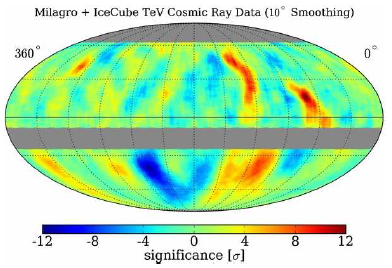 Milagro + IceCube TeV Cosmic Ray Data (10° Smoothing)
360° 0°
-12 -8 -4 0 4 8 12
significance [σ]